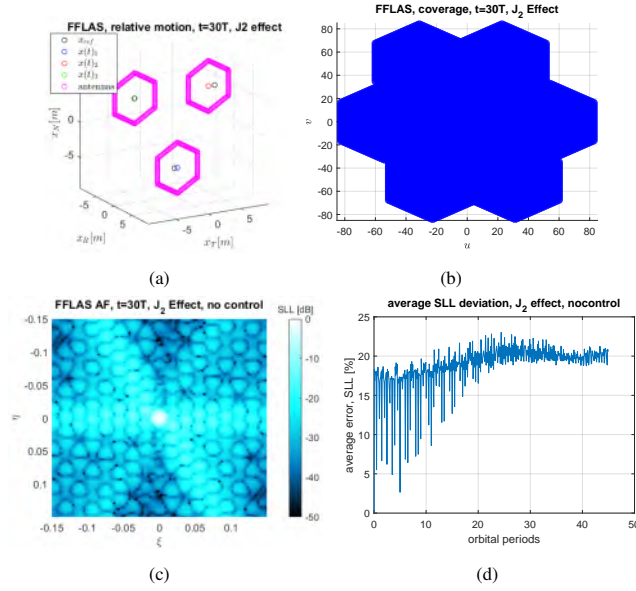 FFLAS, relative motion, t=30T, J2 effect
x_ref
x(t)_1
x(t)_2
x(t)_3
antennas
x_N[m]
5
0
-5
-5
0
5
x_R[m]
-5
0
5
x_T[m]
(a)
FFLAS, coverage, t=30T, J_2 Effect
80
60
40
20
0
-20
-40
-60
-80
v
-80 -60 -40 -20 0 20 40 60 80
u
(b)
FFLAS AF, t=30T, J_2 Effect, no control
SLL [dB]
-0.15
-0.1
-0.05
0
0.05
0.1
η
-0.15 -0.1 -0.05 0 0.05 0.1
ξ
0
-10
-20
-30
-40
-50
(c)
average SLL deviation, J_2 effect, nocontrol
25
20
15
10
5
0
average error, SLL [%]
0 10 20 30 40 50
orbital periods
(d)